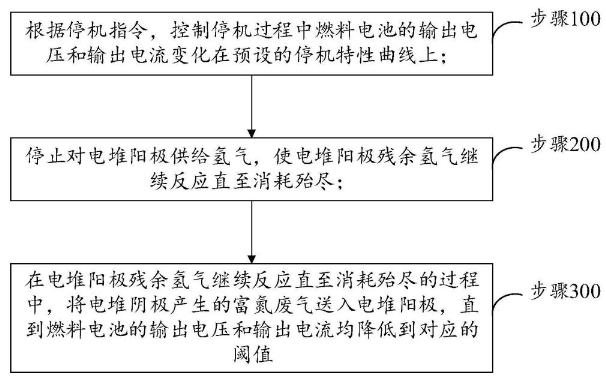 根据停机指令，控制停机过程中燃料电池的输出电
压和输出电流变化在预设的停机特性曲线上；
步骤100
停止对电堆阳极供给氢气，使电堆阳极残余氢气继
续反应直至消耗殆尽；
步骤200
在电堆阳极残余氢气继续反应直至消耗殆尽的过程
中，将电堆阴极产生的富氮废气送入电堆阳极，直
到燃料电池的输出电压和输出电流均降低到对应的
阈值
步骤300